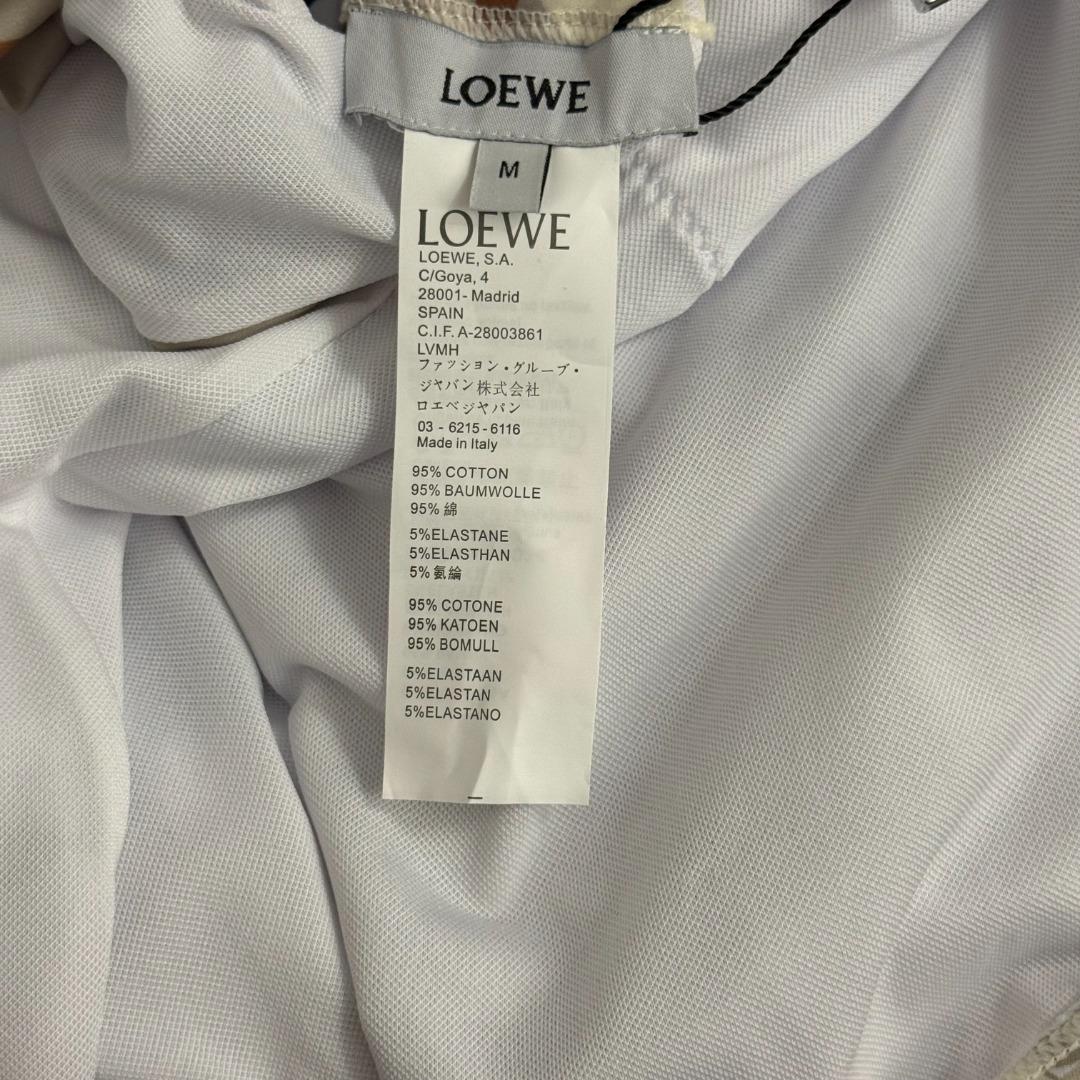 LOEWE
M
LOEWE
LOEWE, S.A.
C/Goya, 4
28001- Madrid
SPAIN
C.I.F. A-28003861
LVMH
ファッション・グループ・
ジャバン株式会社
ロエベジャパン
03 - 6215 - 6116
Made in Italy
95% COTTON
95% BAUMWOLLE
95% 綿
5%ELASTANE
5%ELASTHAN
5% 氨綸
95% COTONE
95% KATOEN
95% BOMULL
5%ELASTAAN
5%ELASTAN
5%ELASTANO